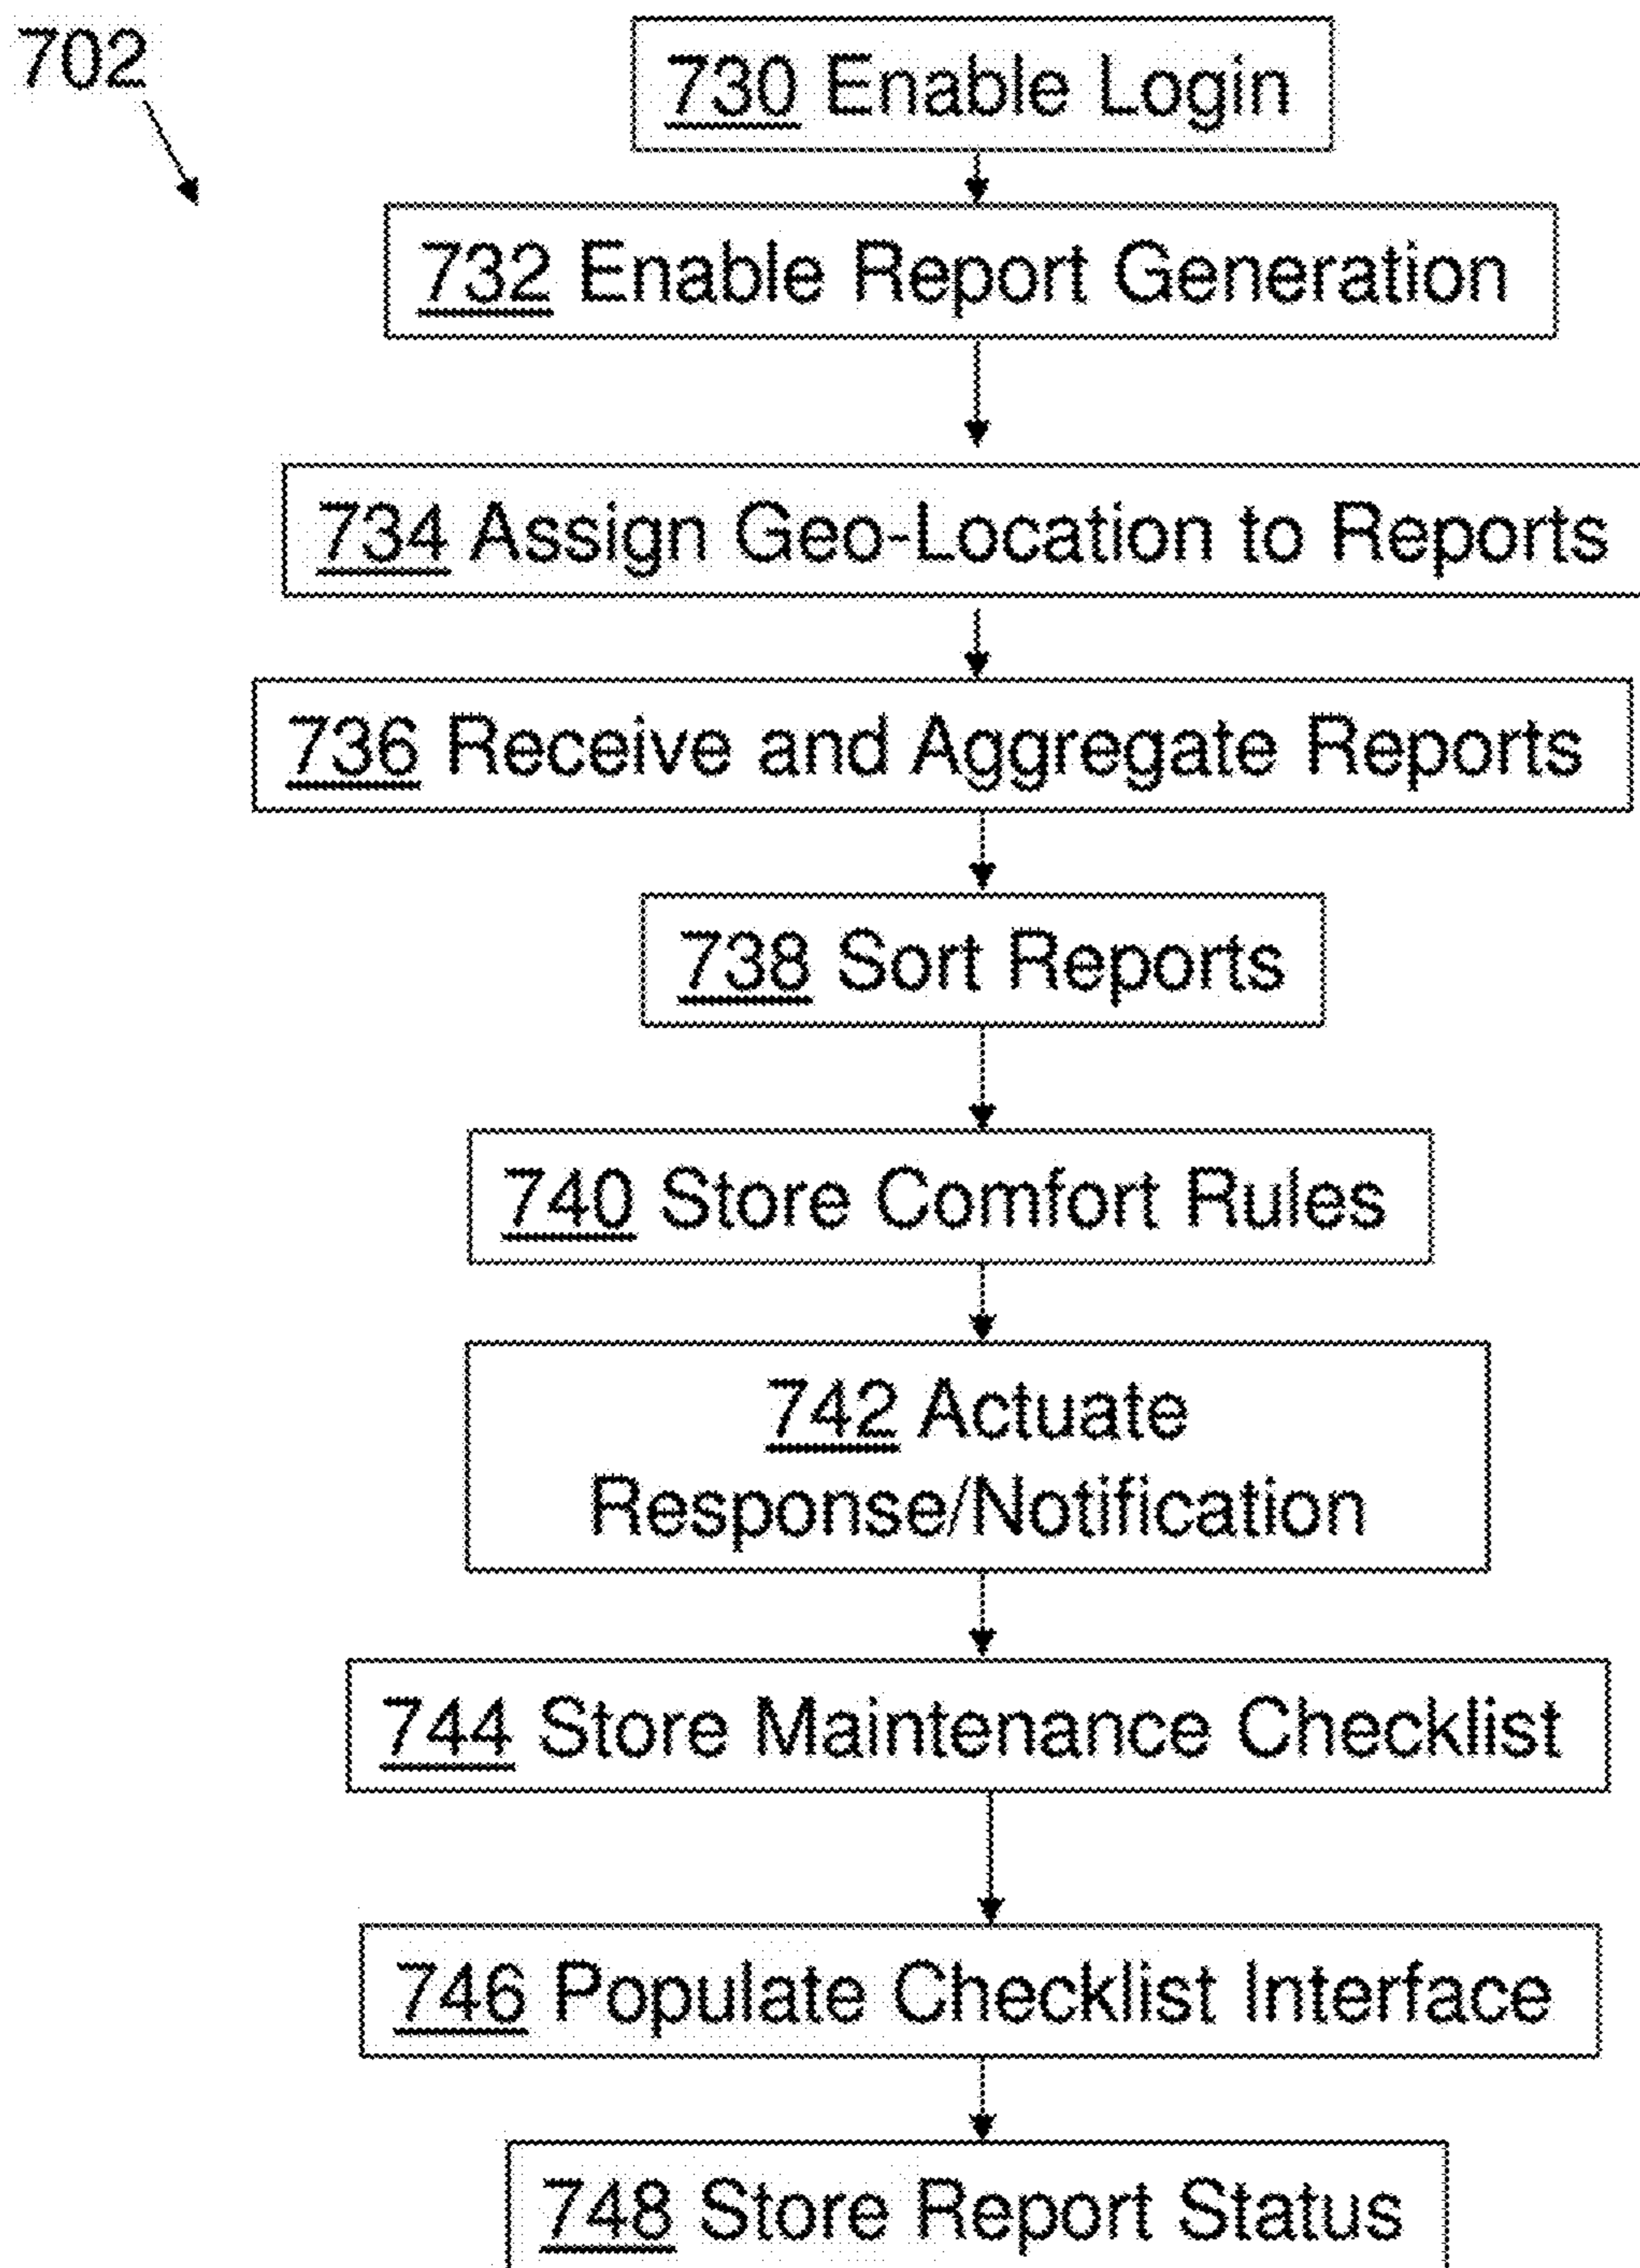 702
730 Enable Login
732 Enable Report Generation
734 Assign Geo-Location to Reports
736 Receive and Aggregate Reports
738 Sort Reports
740 Store Comfort Rules
742 Actuate
Response/Notification
744 Store Maintenance Checklist
746 Populate Checklist Interface
748 Store Report Status